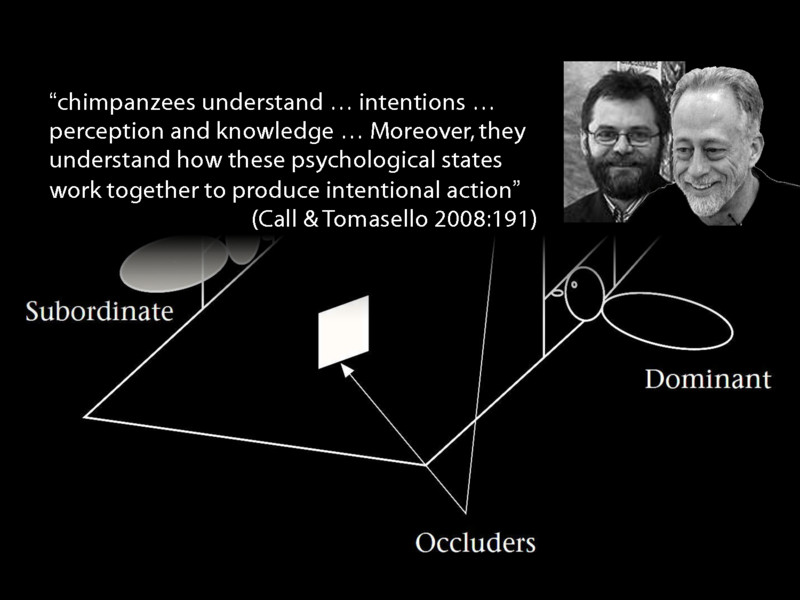 “chimpanzees understand … intentions …
perception and knowledge … Moreover, they
understand how these psychological states
work together to produce intentional action”
(Call & Tomasello 2008:191)
Subordinate
Dominant
Occluders